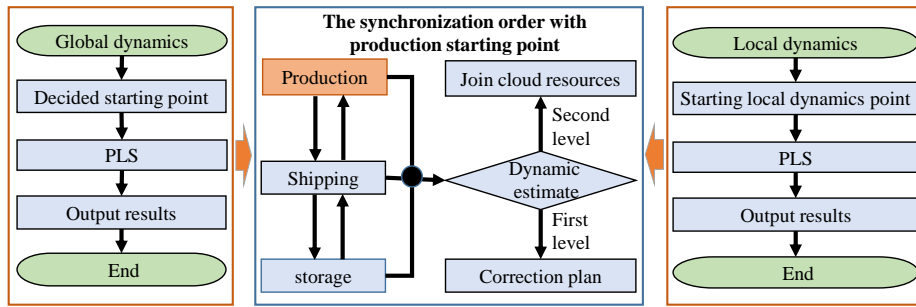 Global dynamics
Decided starting point
PLS
Output results
End
The synchronization order with
production starting point
Production
Shipping
storage
Join cloud resources
Second
level
Dynamic
estimate
First
level
Correction plan
Local dynamics
Starting local dynamics point
PLS
Output results
End